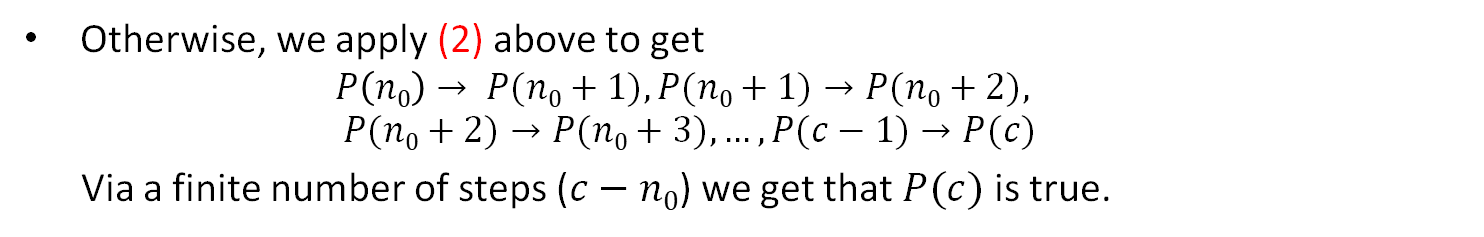 • Otherwise, we apply (2) above to get
P(n₀) → P(n₀ + 1), P(n₀ + 1) → P(n₀ + 2),
P(n₀ + 2) → P(n₀ + 3), … , P(c − 1) → P(c)
Via a finite number of steps (c − n₀) we get that P(c) is true.